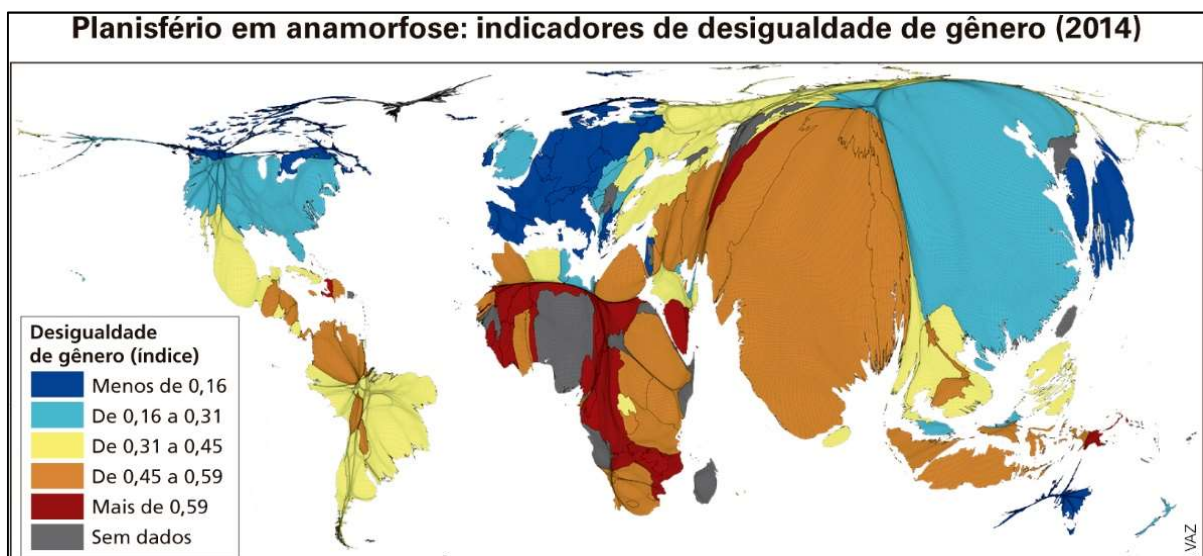 Planisfério em anamorfose: indicadores de desigualdade de gênero (2014)
Desigualdade
de gênero (índice)
Menos de 0,16
De 0,16 a 0,31
De 0,31 a 0,45
De 0,45 a 0,59
Mais de 0,59
Sem dados
VAZ